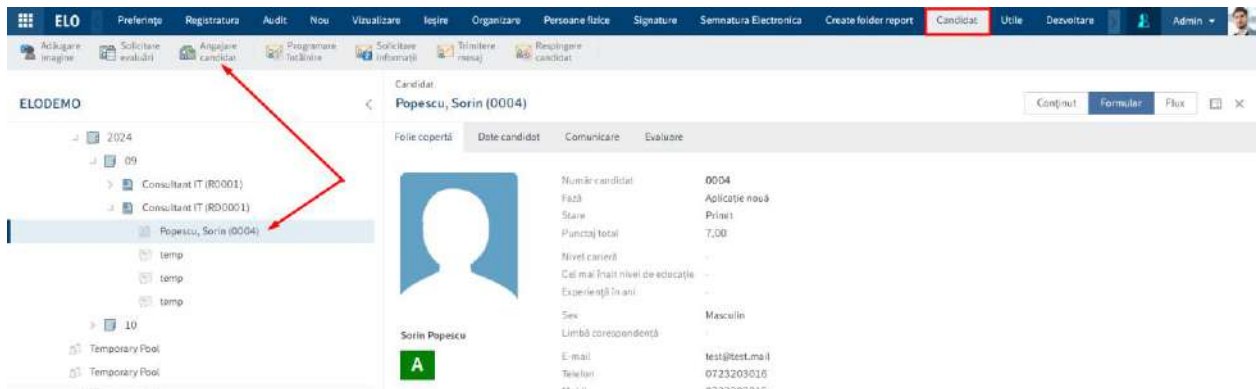 ELO Preferințe Registratura Audit Nou Vizualizare Ieșire Organizare Persoane fizice Signature Semnatura Electronica Create folder report Candidat Utile Dezvoltare Admin
Adăugare imagine
Solicitare evaluări
Angajare candidat
Programare întâlnire
Solicitare informații
Trimitere mesaj
Respingere candidat
ELODEMO
2024
09
Consultant IT (R0001)
Consultant IT (RD0001)
Popescu, Sorin (0004)
temp
temp
temp
10
Temporary Pool
Temporary Pool
Candidat
Popescu, Sorin (0004)
Conținut Formular Flux
Folie copertă Date candidat Comunicare Evaluare
Sorin Popescu
A
Număr candidat 0004
Fază Aplicație nouă
Stare Primit
Punctaj total 7,00
Nivel carieră -
Cel mai înalt nivel de educație -
Experiență în ani -
Sex Masculin
Limbă corespondență -
E-mail test@test.mail
Telefon 0723203016